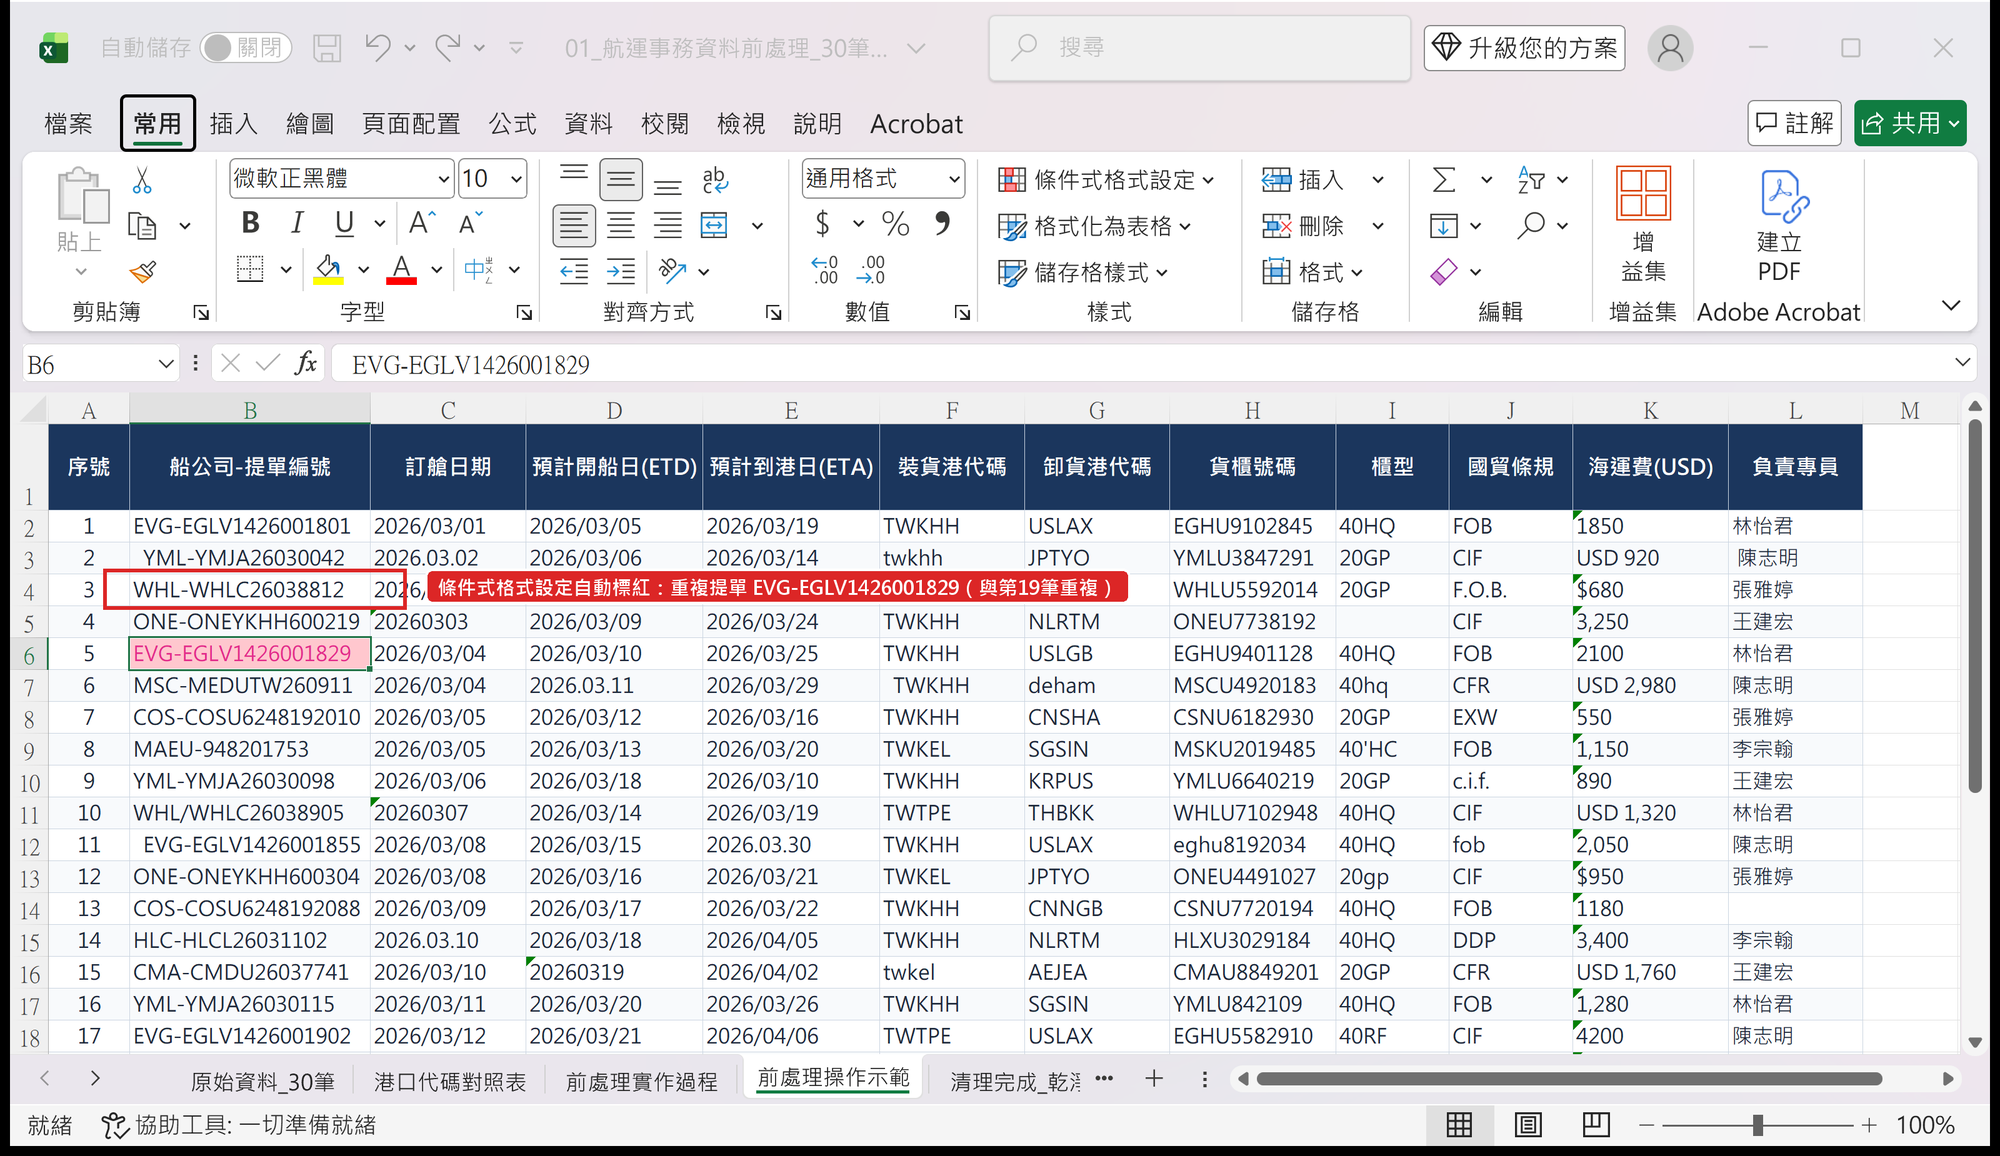 自動儲存 關閉 01_航運事務資料前處理_30筆... 搜尋 升級您的方案
檔案 常用 插入 繪圖 頁面配置 公式 資料 校閱 檢視 說明 Acrobat 註解 共用
貼上 微軟正黑體 10 通用格式 條件式格式設定 插入
B I U A A $ % 格式化為表格 刪除 增益集 建立 PDF
儲存格樣式 格式
剪貼簿 字型 對齊方式 數值 樣式 儲存格 編輯 增益集 Adobe Acrobat
B6 fx EVG-EGLV1426001829
A B C D E F G H I J K L M
1 序號 船公司-提單編號 訂艙日期 預計開船日(ETD) 預計到港日(ETA) 裝貨港代碼 卸貨港代碼 貨櫃號碼 櫃型 國貿條規 海運費(USD) 負責專員
2 1 EVG-EGLV1426001801 2026/03/01 2026/03/05 2026/03/19 TWKHH USLAX EGHU9102845 40HQ FOB 1850 林怡君
3 2 YML-YMJA26030042 2026.03.02 2026/03/06 2026/03/14 twkhh JPTYO YMLU3847291 20GP CIF USD 920 陳志明
4 3 WHL-WHLC26038812 2026/ 條件式格式設定自動標紅：重複提單 EVG-EGLV1426001829（與第19筆重複） WHLU5592014 20GP F.O.B. $680 張雅婷
5 4 ONE-ONEYKHH600219 20260303 2026/03/09 2026/03/24 TWKHH NLRTM ONEU7738192 CIF 3,250 王建宏
6 5 EVG-EGLV1426001829 2026/03/04 2026/03/10 2026/03/25 TWKHH USLGB EGHU9401128 40HQ FOB 2100 林怡君
7 6 MSC-MEDUTW260911 2026/03/04 2026.03.11 2026/03/29 TWKHH deham MSCU4920183 40hq CFR USD 2,980 陳志明
8 7 COS-COSU6248192010 2026/03/05 2026/03/12 2026/03/16 TWKHH CNSHA CSNU6182930 20GP EXW 550 張雅婷
9 8 MAEU-948201753 2026/03/05 2026/03/13 2026/03/20 TWKEL SGSIN MSKU2019485 40'HC FOB 1,150 李宗翰
10 9 YML-YMJA26030098 2026/03/06 2026/03/18 2026/03/10 TWKHH KRPUS YMLU6640219 20GP c.i.f. 890 王建宏
11 10 WHL/WHLC26038905 20260307 2026/03/14 2026/03/19 TWTPE THBKK WHLU7102948 40HQ CIF USD 1,320 林怡君
12 11 EVG-EGLV1426001855 2026/03/08 2026/03/15 2026.03.30 TWKHH USLAX eghu8192034 40HQ fob 2,050 陳志明
13 12 ONE-ONEYKHH600304 2026/03/08 2026/03/16 2026/03/21 TWKEL JPTYO ONEU4491027 20gp CIF $950 張雅婷
14 13 COS-COSU6248192088 2026/03/09 2026/03/17 2026/03/22 TWKHH CNNGB CSNU7720194 40HQ FOB 1180
15 14 HLC-HLCL26031102 2026.03.10 2026/03/18 2026/04/05 TWKHH NLRTM HLXU3029184 40HQ DDP 3,400 李宗翰
16 15 CMA-CMDU26037741 2026/03/10 20260319 2026/04/02 twkel AEJEA CMAU8849201 20GP CFR USD 1,760 王建宏
17 16 YML-YMJA26030115 2026/03/11 2026/03/20 2026/03/26 TWKHH SGSIN YMLU842109 40HQ FOB 1,280 林怡君
18 17 EVG-EGLV1426001902 2026/03/12 2026/03/21 2026/04/06 TWTPE USLAX EGHU5582910 40RF CIF 4200 陳志明
原始資料_30筆 港口代碼對照表 前處理實作過程 前處理操作示範 清理完成_乾 ...
就緒 協助工具: 一切準備就緒 100%